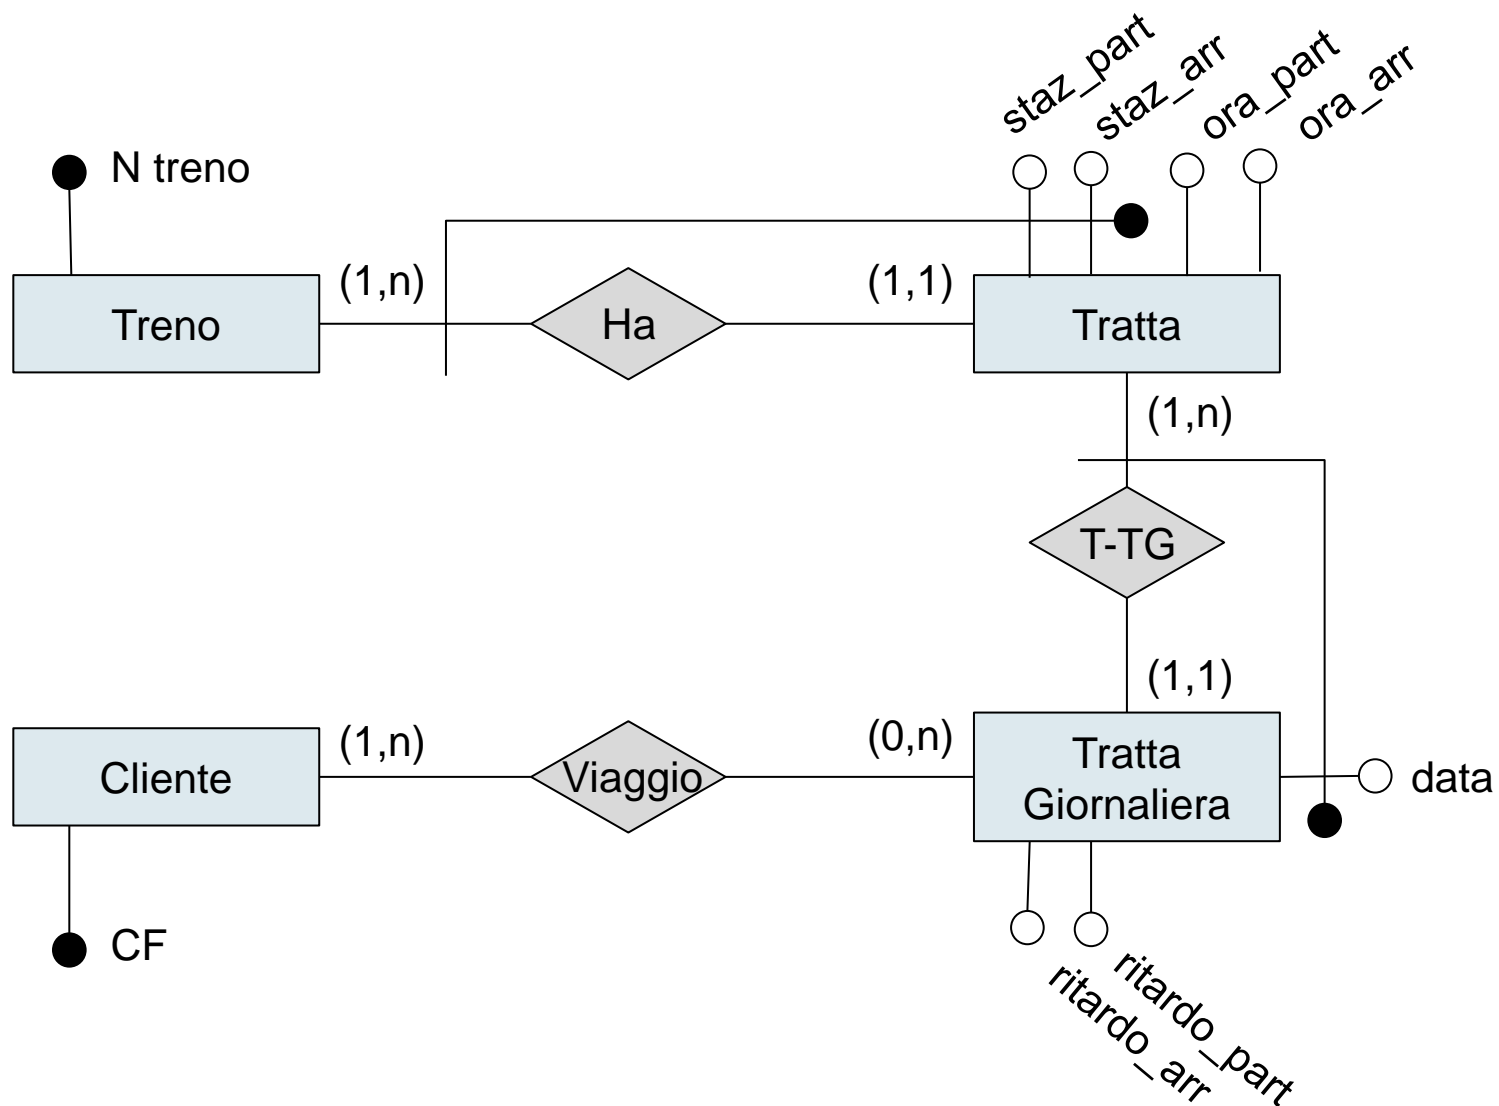 staz_part
staz_arr
ora_part
ora_arr
N treno
(1,n)
(1,1)
Treno
Ha
Tratta
(1,n)
T-TG
(1,1)
(1,n)
(0,n)
Cliente
Viaggio
Tratta
Giornaliera
data
CF
ritardo_part
ritardo_arr